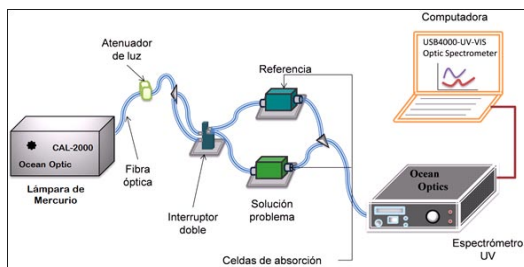 Computadora
USB4000-UV-VIS
Optic Spectrometer
Atenuador
de luz
Referencia
CAL-2000
Ocean Optic
Lámpara de
Mercurio
Fibra
óptica
Interruptor
doble
Solución
problema
Ocean
Optics
Espectrómetro
UV
Celdas de absorción